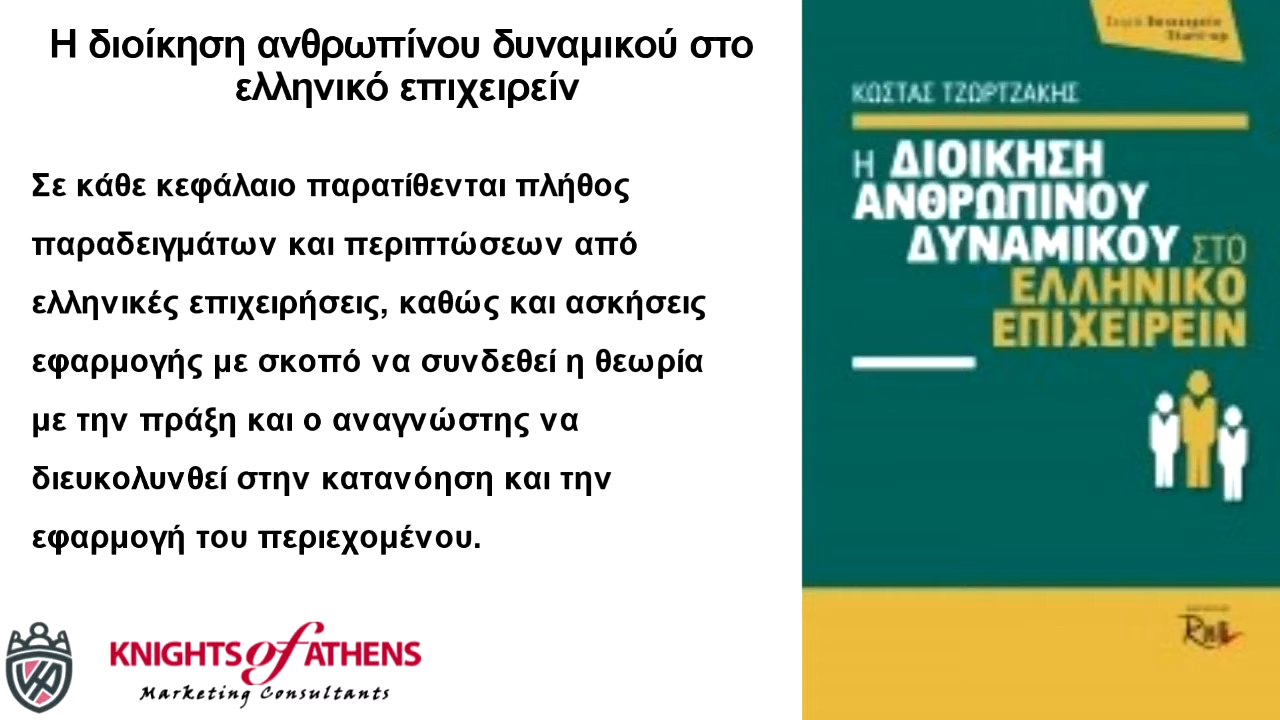 Η διοίκηση ανθρωπίνου δυναμικού στο
ελληνικό επιχειρείν
Σε κάθε κεφάλαιο παρατίθενται πλήθος
παραδειγμάτων και περιπτώσεων από
ελληνικές επιχειρήσεις, καθώς και ασκήσεις
εφαρμογής με σκοπό να συνδεθεί η θεωρία
με την πράξη και ο αναγνώστης να
διευκολυνθεί στην κατανόηση και την
εφαρμογή του περιεχομένου.
KNIGHTS of ATHENS
Marketing Consultants
Start-up
ΚΩΣΤΑΣ ΤΖΩΡΤΖΑΚΗΣ
Η ΔΙΟΙΚΗΣΗ
ΑΝΘΡΩΠΙΝΟΥ
ΔΥΝΑΜΙΚΟΥ ΣΤΟ
ΕΛΛΗΝΙΚΟ
ΕΠΙΧΕΙΡΕΙΝ